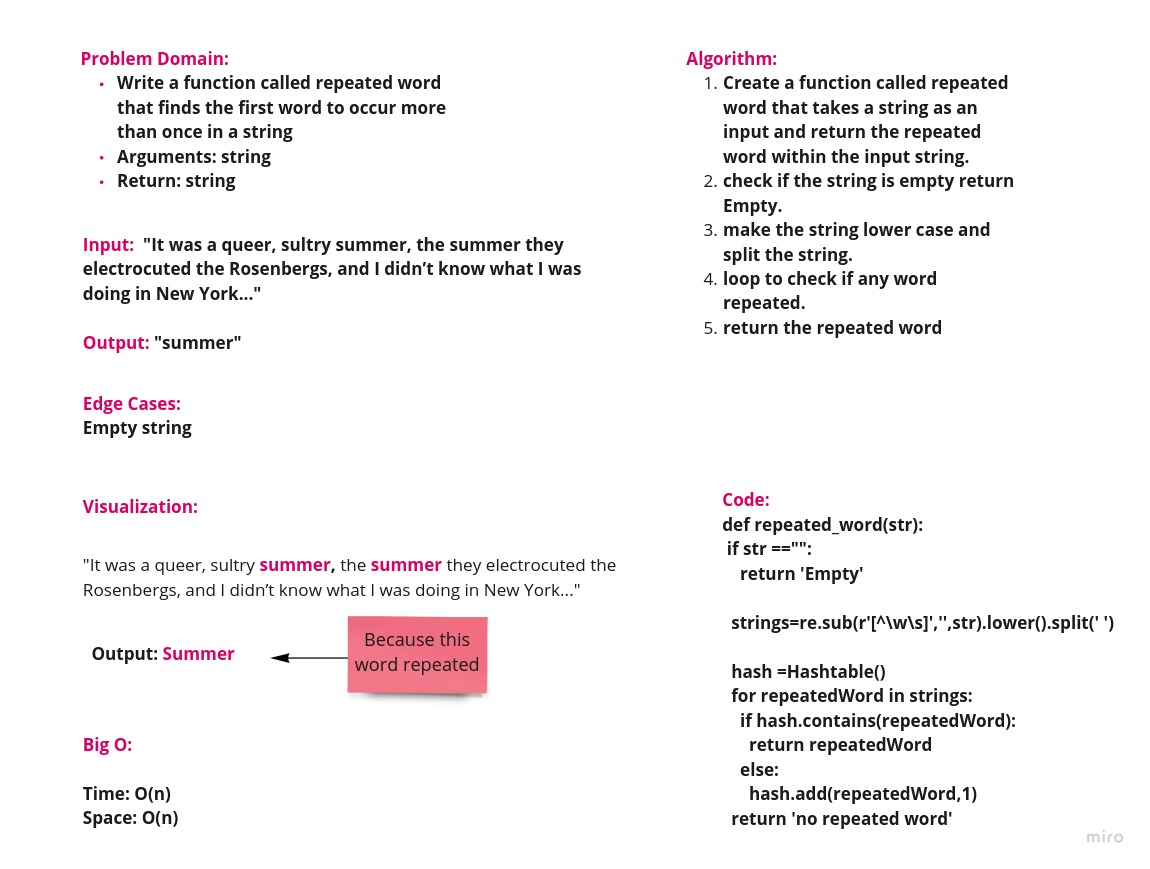 Problem Domain:
• Write a function called repeated word
that finds the first word to occur more
than once in a string
• Arguments: string
• Return: string
Input:  "It was a queer, sultry summer, the summer they
electrocuted the Rosenbergs, and I didn’t know what I was
doing in New York..."
Output: "summer"
Edge Cases:
Empty string
Visualization:
"It was a queer, sultry summer, the summer they electrocuted the
Rosenbergs, and I didn’t know what I was doing in New York..."
Output: Summer
Because this
word repeated
Big O:
Time: O(n)
Space: O(n)
Algorithm:
1. Create a function called repeated
word that takes a string as an
input and return the repeated
word within the input string.
2. check if the string is empty return
Empty.
3. make the string lower case and
split the string.
4. loop to check if any word
repeated.
5. return the repeated word
Code:
def repeated_word(str):
 if str =="":
    return 'Empty'
  strings=re.sub(r'[^\w\s]','',str).lower().split(' ')
  hash =Hashtable()
  for repeatedWord in strings:
    if hash.contains(repeatedWord):
      return repeatedWord
    else:
      hash.add(repeatedWord,1)
  return 'no repeated word'
miro